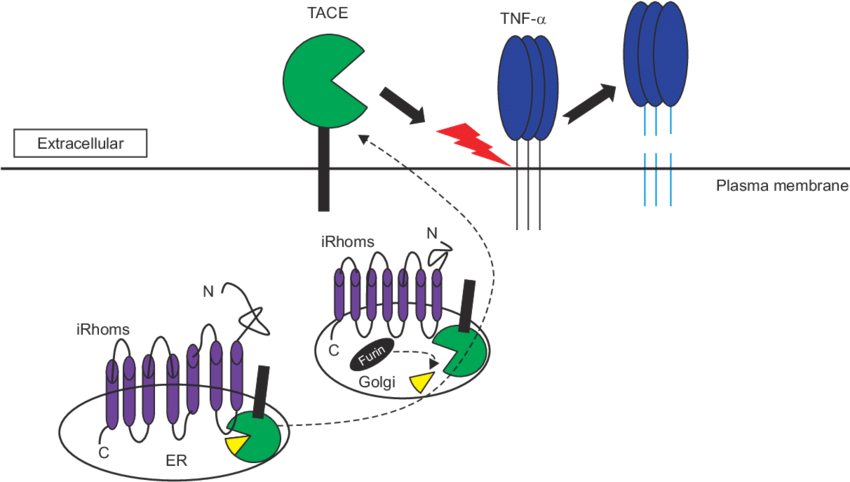 TACE
TNF-α
Extracellular
Plasma membrane
iRhoms
N
C
Furin
Golgi
iRhoms
N
C
ER